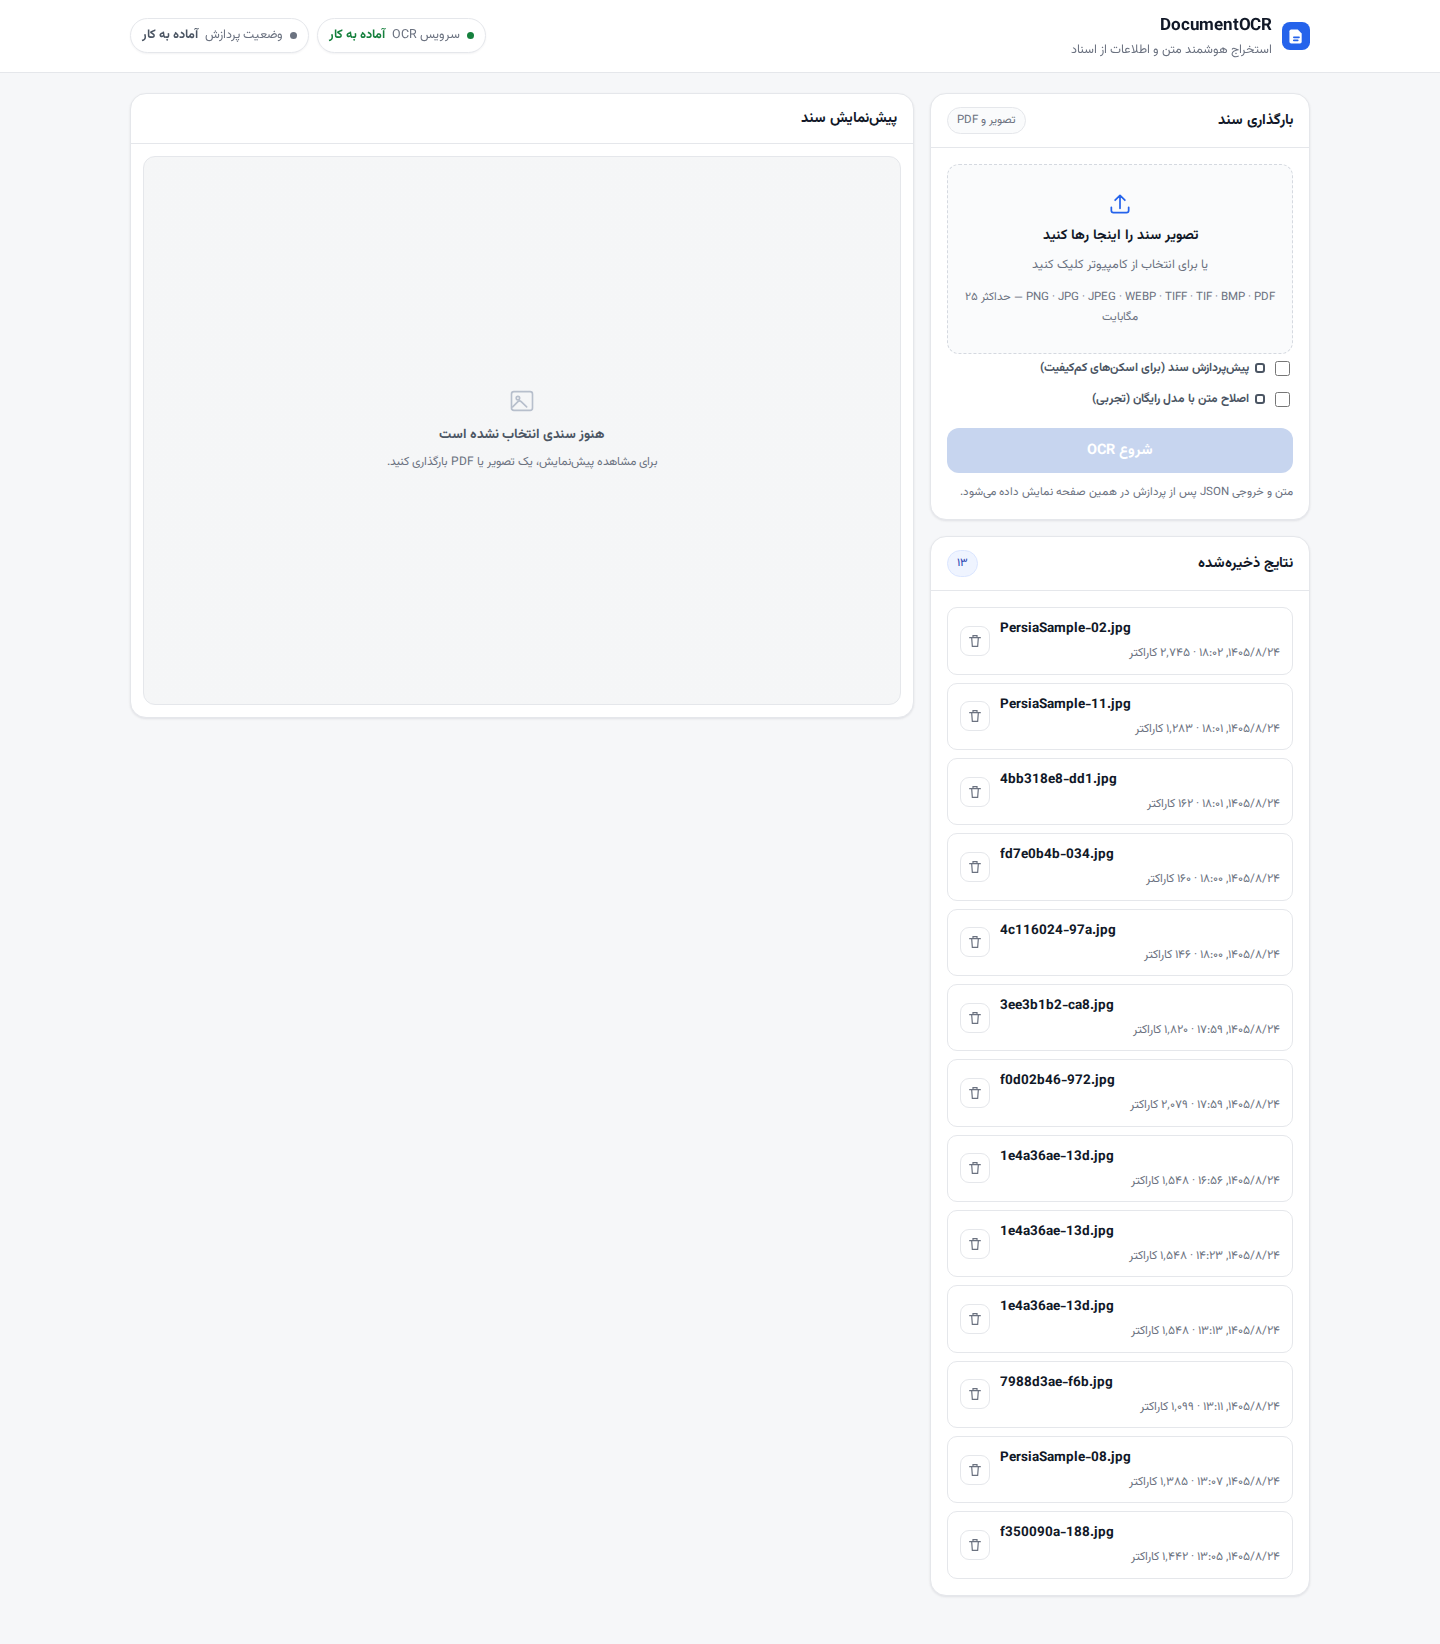 DocumentOCR
استخراج هوشمند متن و اطلاعات از اسناد
سرویس OCR آماده به کار
وضعیت پردازش آماده به کار
بارگذاری سند
تصویر و PDF
تصویر سند را اینجا رها کنید
یا برای انتخاب از کامپیوتر کلیک کنید
PNG · JPG · JPEG · WEBP · TIFF · TIF · BMP · PDF — حداکثر ۲۵
مگابایت
پیش‌پردازش سند (برای اسکن‌های کم‌کیفیت)
اصلاح متن با مدل رایگان (تجربی)
شروع OCR
متن و خروجی JSON پس از پردازش در همین صفحه نمایش داده می‌شود.
پیش‌نمایش سند
هنوز سندی انتخاب نشده است
برای مشاهده پیش‌نمایش، یک تصویر یا PDF بارگذاری کنید.
نتایج ذخیره‌شده
۱۳
PersiaSample-02.jpg
۱۴۰۵/۸/۲۴, ۱۸:۰۲ · ۲,۷۴۵ کاراکتر
PersiaSample-11.jpg
۱۴۰۵/۸/۲۴, ۱۸:۰۱ · ۱,۲۸۳ کاراکتر
4bb318e8-dd1.jpg
۱۴۰۵/۸/۲۴, ۱۸:۰۱ · ۱۶۲ کاراکتر
fd7e0b4b-034.jpg
۱۴۰۵/۸/۲۴, ۱۸:۰۰ · ۱۶۰ کاراکتر
4c116024-97a.jpg
۱۴۰۵/۸/۲۴, ۱۸:۰۰ · ۱۴۶ کاراکتر
3ee3b1b2-ca8.jpg
۱۴۰۵/۸/۲۴, ۱۷:۵۹ · ۱,۸۲۰ کاراکتر
f0d02b46-972.jpg
۱۴۰۵/۸/۲۴, ۱۷:۵۹ · ۲,۰۷۹ کاراکتر
1e4a36ae-13d.jpg
۱۴۰۵/۸/۲۴, ۱۶:۵۶ · ۱,۵۴۸ کاراکتر
1e4a36ae-13d.jpg
۱۴۰۵/۸/۲۴, ۱۴:۲۳ · ۱,۵۴۸ کاراکتر
1e4a36ae-13d.jpg
۱۴۰۵/۸/۲۴, ۱۳:۱۳ · ۱,۵۴۸ کاراکتر
7988d3ae-f6b.jpg
۱۴۰۵/۸/۲۴, ۱۳:۱۱ · ۱,۰۹۹ کاراکتر
PersiaSample-08.jpg
۱۴۰۵/۸/۲۴, ۱۳:۰۷ · ۱,۳۸۵ کاراکتر
f350090a-188.jpg
۱۴۰۵/۸/۲۴, ۱۳:۰۵ · ۱,۴۴۲ کاراکتر